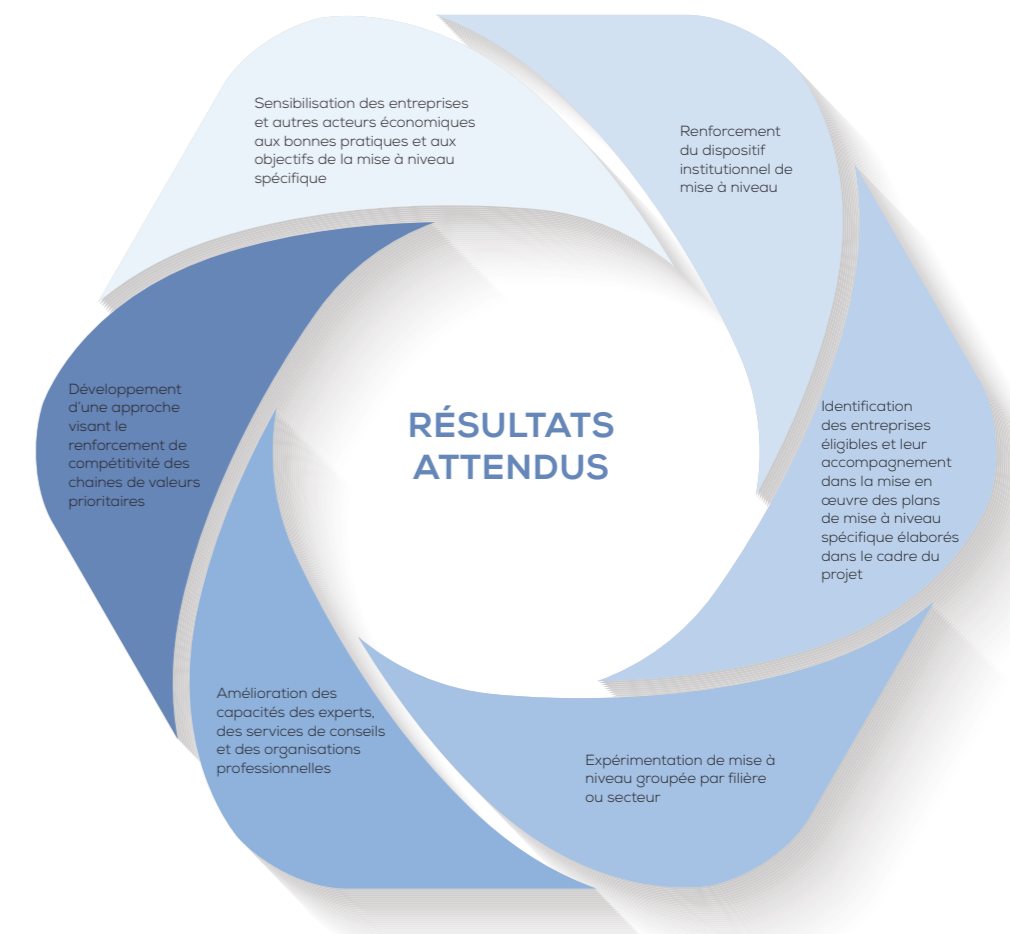 Sensibilisation des entreprises
et autres acteurs économiques
aux bonnes pratiques et aux
objectifs de la mise à niveau
spécifique
Renforcement
du dispositif
institutionnel de
mise à niveau
Identification
des entreprises
éligibles et leur
accompagnement
dans la mise en
œuvre des plans
de mise à niveau
spécifique élaborés
dans le cadre du
projet
Expérimentation de mise à
niveau groupée par filière
ou secteur
Amélioration des
capacités des experts,
des services de conseils
et des organisations
professionnelles
Développement
d'une approche
visant le
renforcement de
compétitivité des
chaines de valeurs
prioritaires
RÉSULTATS
ATTENDUS